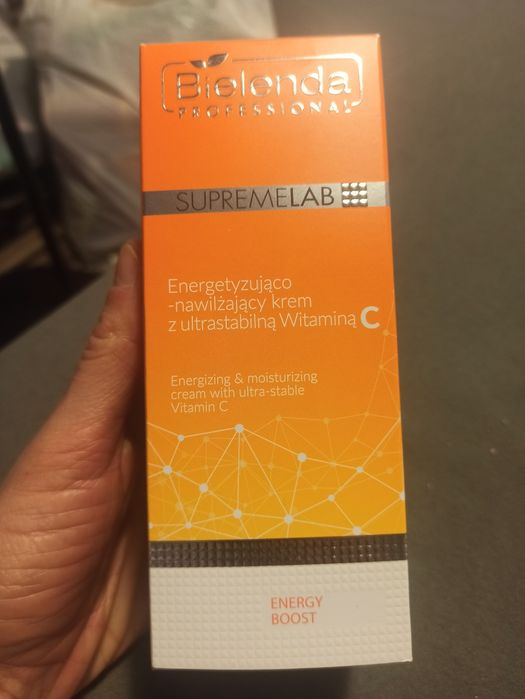 Bielenda
PROFESSIONAL
SUPREMELAB
Energetyzująco
-nawilżający krem
z ultrastabilną Witaminą C
Energizing & moisturizing
cream with ultra-stable
Vitamin C
ENERGY
BOOST